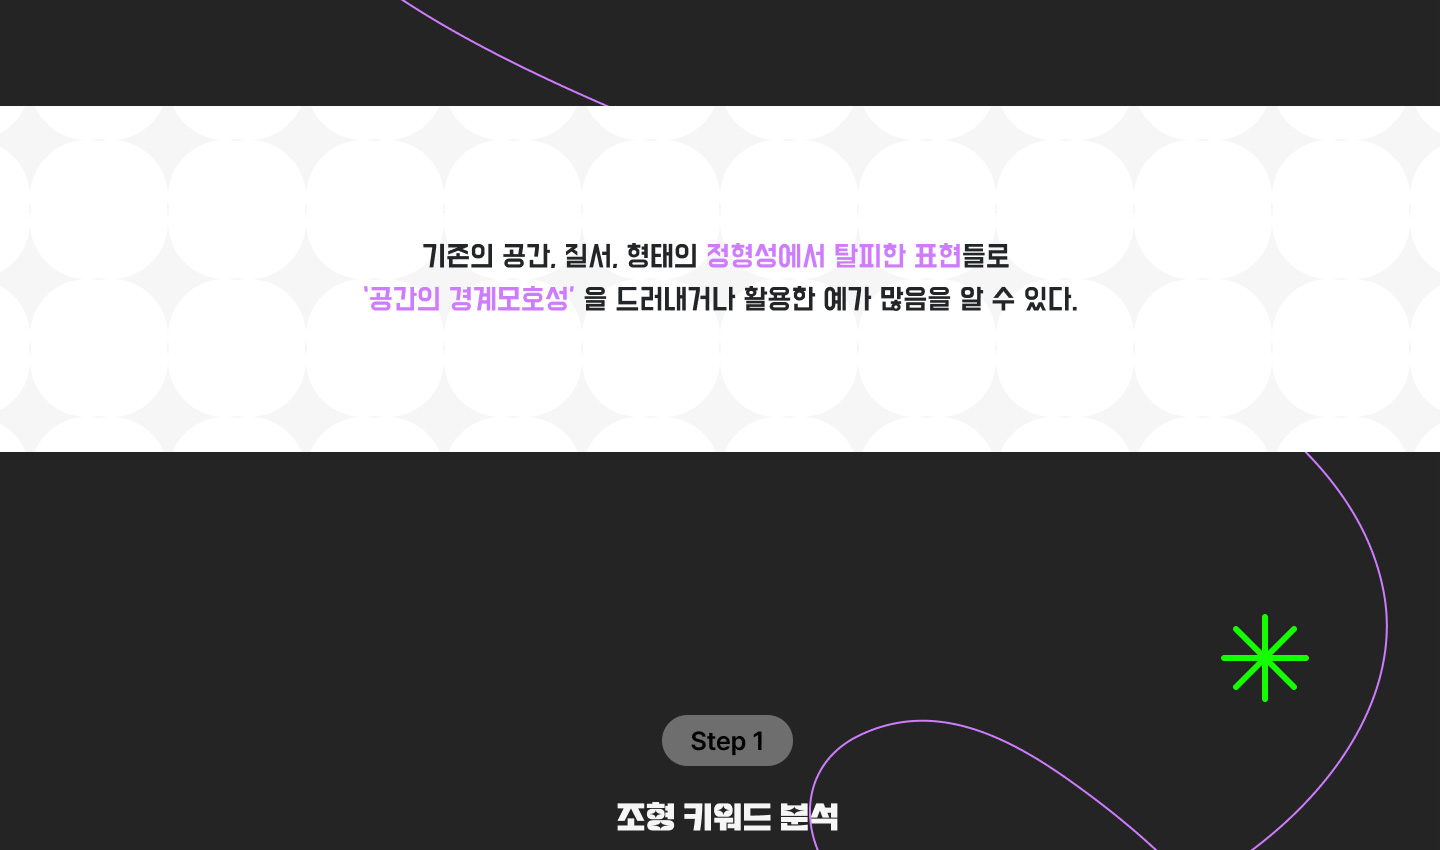 기존의 공간, 질서, 형태의 정형성에서 탈피한 표현들로
‘공간의 경계모호성’ 을 드러내거나 활용한 예가 많음을 알 수 있다.
Step 1
조형 키워드 분석